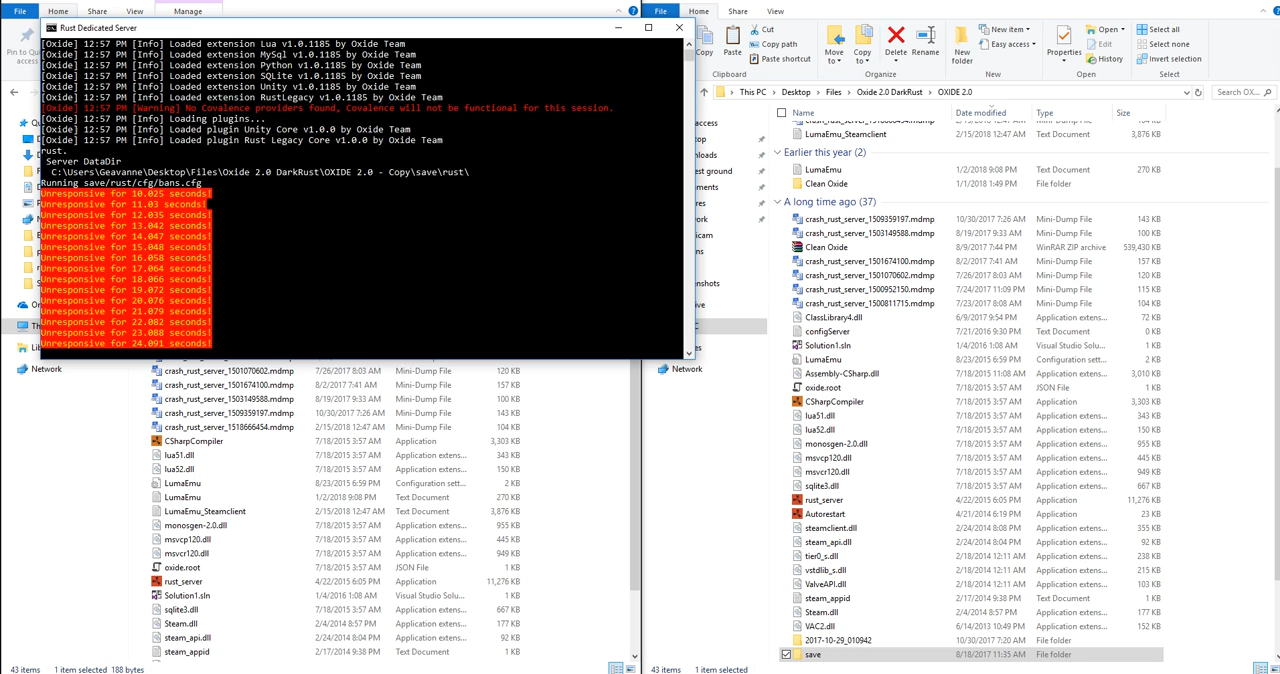 File Home Share View Manage
Rust Dedicated Server
[Oxide] 12:57 PM [Info] Loaded extension Lua v1.0.1185 by Oxide Team
[Oxide] 12:57 PM [Info] Loaded extension MySql v1.0.1185 by Oxide Team
[Oxide] 12:57 PM [Info] Loaded extension Python v1.0.1185 by Oxide Team
[Oxide] 12:57 PM [Info] Loaded extension SQLite v1.0.1185 by Oxide Team
[Oxide] 12:57 PM [Info] Loaded extension Unity v1.0.1185 by Oxide Team
[Oxide] 12:57 PM [Info] Loaded extension RustLegacy v1.0.1185 by Oxide Team
[Oxide] 12:57 PM [Warning] No Covalence providers found, Covalence will not be functional for this session.
[Oxide] 12:57 PM [Info] Loading plugins...
[Oxide] 12:57 PM [Info] Loaded plugin Unity Core v1.0.0 by Oxide Team
[Oxide] 12:57 PM [Info] Loaded plugin Rust Legacy Core v1.0.0 by Oxide Team
rust.
Server DataDir
C:\Users\Geavanne\Desktop\Files\Oxide 2.0 DarkRust\OXIDE 2.0 - Copy\save\rust\
Running save/rust/cfg/bans.cfg
Unresponsive for 10.025 seconds!
Unresponsive for 11.03 seconds!
Unresponsive for 12.035 seconds!
Unresponsive for 13.042 seconds!
Unresponsive for 14.047 seconds!
Unresponsive for 15.048 seconds!
Unresponsive for 16.058 seconds!
Unresponsive for 17.064 seconds!
Unresponsive for 18.066 seconds!
Unresponsive for 19.072 seconds!
Unresponsive for 20.076 seconds!
Unresponsive for 21.079 seconds!
Unresponsive for 22.082 seconds!
Unresponsive for 23.088 seconds!
Unresponsive for 24.091 seconds!
Network
crash_rust_server_1501070602.mdmp 7/26/2017 8:03 AM Mini-Dump File 120 KB
crash_rust_server_1501674100.mdmp 8/2/2017 7:41 AM Mini-Dump File 157 KB
crash_rust_server_1503149588.mdmp 8/19/2017 9:33 AM Mini-Dump File 100 KB
crash_rust_server_1509359197.mdmp 10/30/2017 7:26 AM Mini-Dump File 143 KB
crash_rust_server_1518666454.mdmp 2/15/2018 12:47 AM Mini-Dump File 104 KB
CSharpCompiler 7/18/2015 3:57 AM Application 3,303 KB
lua51.dll 7/18/2015 3:57 AM Application extens... 343 KB
lua52.dll 7/18/2015 3:57 AM Application extens... 150 KB
LumaEmu 8/23/2015 6:59 PM Configuration sett... 2 KB
LumaEmu 1/2/2018 9:08 PM Text Document 270 KB
LumaEmu_Steamclient 2/15/2018 12:47 AM Text Document 3,876 KB
monosgen-2.0.dll 7/18/2015 3:57 AM Application extens... 955 KB
msvcp120.dll 7/18/2015 3:57 AM Application extens... 445 KB
msvcr120.dll 7/18/2015 3:57 AM Application extens... 949 KB
oxide.root 7/18/2015 3:57 AM JSON File 1 KB
rust_server 4/22/2015 6:05 PM Application 11,276 KB
Solution1.sln 1/4/2016 1:08 AM Visual Studio Solu... 1 KB
sqlite3.dll 7/18/2015 3:57 AM Application extens... 667 KB
Steam.dll 2/4/2014 8:57 PM Application extens... 177 KB
steam_api.dll 2/24/2014 8:04 PM Application extens... 92 KB
steam_appid 2/17/2014 9:38 PM Text Document 1 KB
43 items 1 item selected 188 bytes
File Home Share View
Copy Paste Cut
Copy path
Paste shortcut
Move to Copy to Delete Rename
New folder New item
Easy access
Properties Open
Edit
History
Select all
Select none
Invert selection
Clipboard Organize New Open Select
This PC Desktop Files Oxide 2.0 DarkRust OXIDE 2.0 Search OX...
Name Date modified Type Size
LumaEmu_Steamclient 2/15/2018 12:47 AM Text Document 3,876 KB
Earlier this year (2)
LumaEmu 1/2/2018 9:08 PM Text Document 270 KB
Clean Oxide 1/1/2018 1:49 PM File folder
A long time ago (37)
crash_rust_server_1509359197.mdmp 10/30/2017 7:26 AM Mini-Dump File 143 KB
crash_rust_server_1503149588.mdmp 8/19/2017 9:33 AM Mini-Dump File 100 KB
Clean Oxide 8/9/2017 7:44 PM WinRAR ZIP archive 539,430 KB
crash_rust_server_1501674100.mdmp 8/2/2017 7:41 AM Mini-Dump File 157 KB
crash_rust_server_1501070602.mdmp 7/26/2017 8:03 AM Mini-Dump File 120 KB
crash_rust_server_1500952150.mdmp 7/24/2017 11:09 PM Mini-Dump File 115 KB
crash_rust_server_1500811715.mdmp 7/23/2017 8:08 AM Mini-Dump File 104 KB
ClassLibrary4.dll 6/9/2017 9:54 PM Application extens... 72 KB
configServer 7/21/2016 9:30 PM Text Document 0 KB
Solution1.sln 1/4/2016 1:08 AM Visual Studio Solu... 1 KB
LumaEmu 8/23/2015 6:59 PM Configuration sett... 2 KB
Assembly-CSharp.dll 7/18/2015 11:08 AM Application extens... 3,010 KB
oxide.root 7/18/2015 3:57 AM JSON File 1 KB
CSharpCompiler 7/18/2015 3:57 AM Application 3,303 KB
lua51.dll 7/18/2015 3:57 AM Application extens... 343 KB
lua52.dll 7/18/2015 3:57 AM Application extens... 150 KB
monosgen-2.0.dll 7/18/2015 3:57 AM Application extens... 955 KB
msvcp120.dll 7/18/2015 3:57 AM Application extens... 445 KB
msvcr120.dll 7/18/2015 3:57 AM Application extens... 949 KB
sqlite3.dll 7/18/2015 3:57 AM Application extens... 667 KB
rust_server 4/22/2015 6:05 PM Application 11,276 KB
Autorestart 4/21/2014 6:19 PM Application 23 KB
steamclient.dll 2/24/2014 8:08 PM Application extens... 355 KB
steam_api.dll 2/24/2014 8:04 PM Application extens... 92 KB
tier0_s.dll 2/18/2014 12:11 AM Application extens... 238 KB
vstdlib_s.dll 2/18/2014 12:11 AM Application extens... 215 KB
ValveAPI.dll 2/18/2014 12:11 AM Application extens... 103 KB
steam_appid 2/17/2014 9:38 PM Text Document 1 KB
Steam.dll 2/4/2014 8:57 PM Application extens... 177 KB
VAC2.dll 6/14/2013 10:49 PM Application extens... 152 KB
2017-10-29_010942 10/30/2017 7:20 AM File folder
save 8/18/2017 11:35 AM File folder
Network
43 items 1 item selected